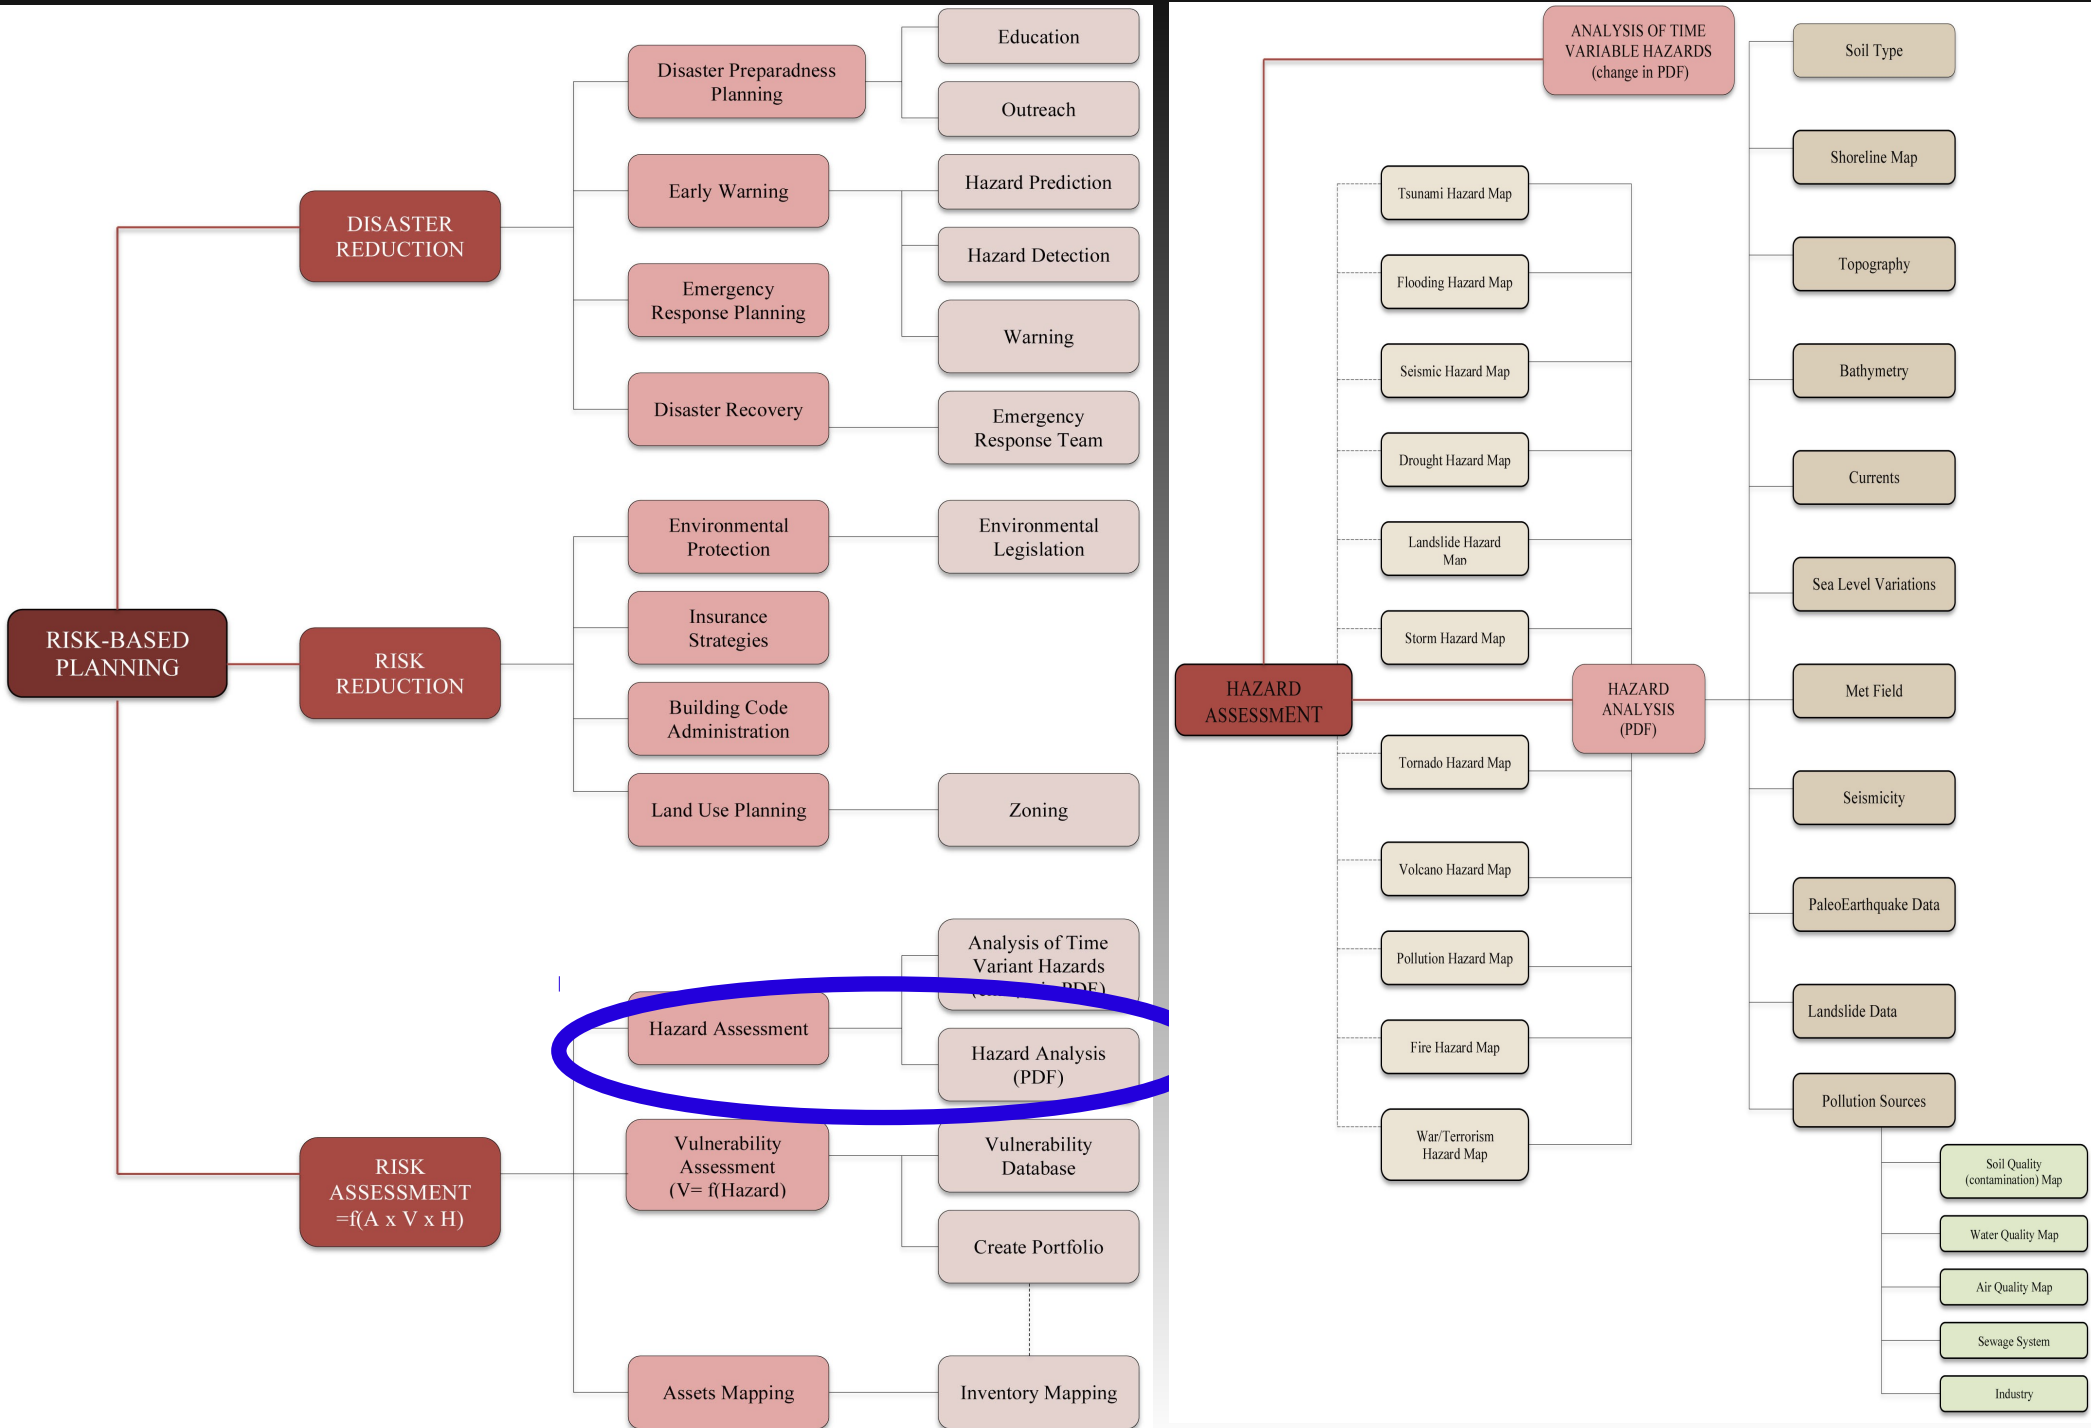 RISK-BASED
PLANNING
DISASTER
REDUCTION
Disaster Preparadness
Planning
Education
Outreach
Early Warning
Hazard Prediction
Hazard Detection
Warning
Emergency
Response Planning
Disaster Recovery
Emergency
Response Team
RISK
REDUCTION
Environmental
Protection
Environmental
Legislation
Insurance
Strategies
Building Code
Administration
Land Use Planning
Zoning
RISK
ASSESSMENT
=f(A x V x H)
Hazard Assessment
Analysis of Time
Variant Hazards
in PDF)
Hazard Analysis
(PDF)
Vulnerability
Assessment
(V= f(Hazard)
Vulnerability
Database
Create Portfolio
Assets Mapping
Inventory Mapping
HAZARD
ASSESSMENT
ANALYSIS OF TIME
VARIABLE HAZARDS
(change in PDF)
Tsunami Hazard Map
Flooding Hazard Map
Seismic Hazard Map
Drought Hazard Map
Landslide Hazard
Map
Storm Hazard Map
Tornado Hazard Map
Volcano Hazard Map
Pollution Hazard Map
Fire Hazard Map
War/Terrorism
Hazard Map
HAZARD
ANALYSIS
(PDF)
Soil Type
Shoreline Map
Topography
Bathymetry
Currents
Sea Level Variations
Met Field
Seismicity
PaleoEarthquake Data
Landslide Data
Pollution Sources
Soil Quality
(contamination) Map
Water Quality Map
Air Quality Map
Sewage System
Industry